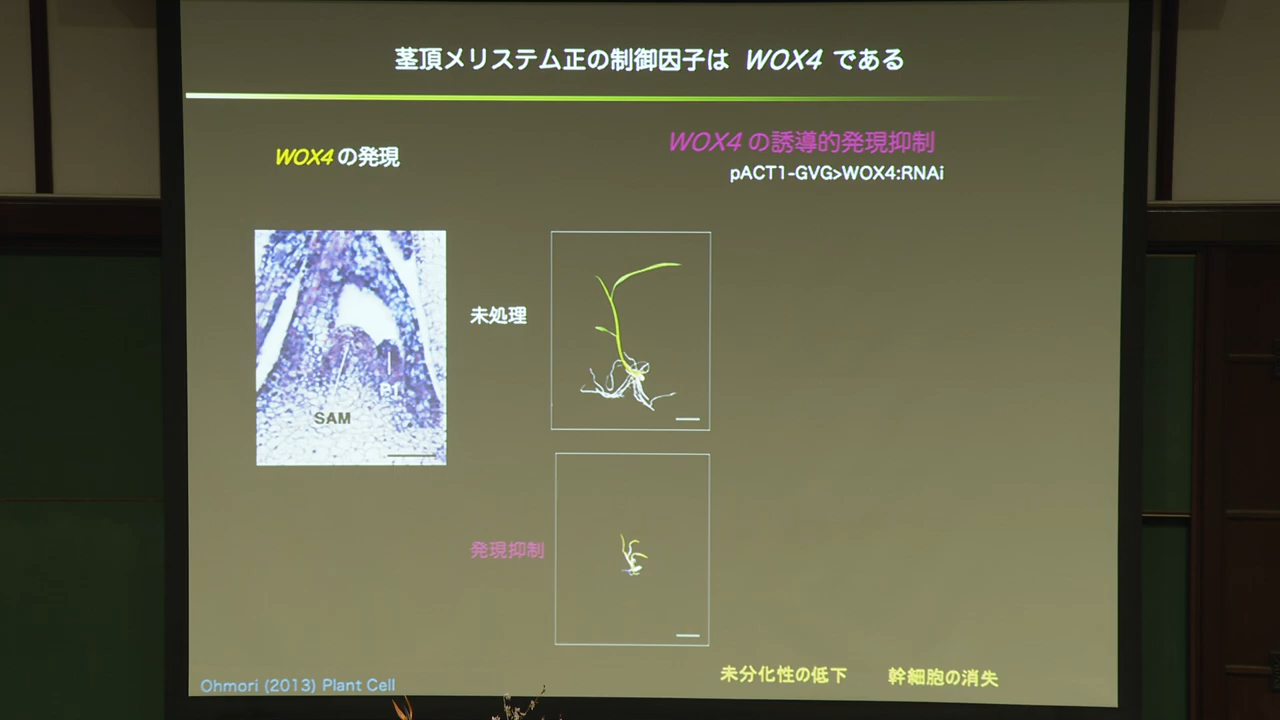 茎頂メリステム正の制御因子は WOX4 である
WOX4 の発現
WOX4 の誘導的発現抑制
pACT1-GVG>WOX4:RNAi
未処理
P1
SAM
発現抑制
未分化性の低下 幹細胞の消失
Ohmori (2013) Plant Cell